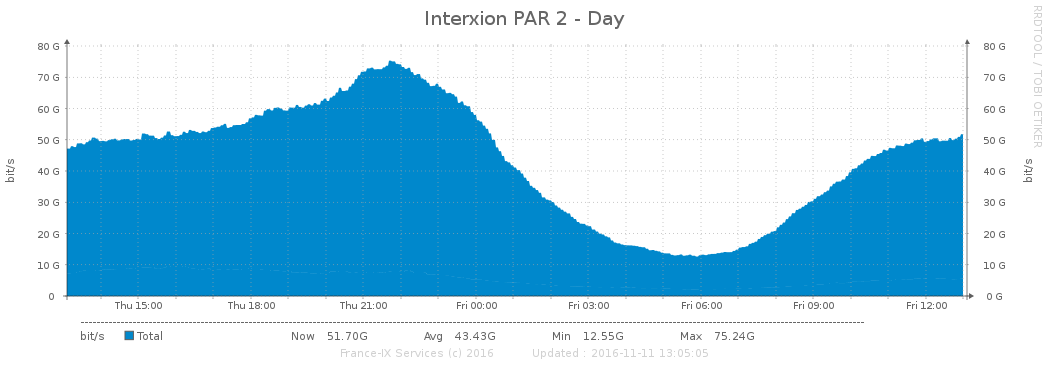 Interxion PAR 2 - Day
RRDTOOL / TOBI OETIKER
80 G 80 G
70 G 70 G
60 G 60 G
50 G 50 G
40 G 40 G
30 G 30 G
20 G 20 G
10 G 10 G
0 0 G
bit/s bit/s
Thu 15:00 Thu 18:00 Thu 21:00 Fri 00:00 Fri 03:00 Fri 06:00 Fri 09:00 Fri 12:00
bit/s Total Now 51.70G Avg 43.43G Min 12.55G Max 75.24G
France-IX Services (c) 2016 Updated : 2016-11-11 13:05:05